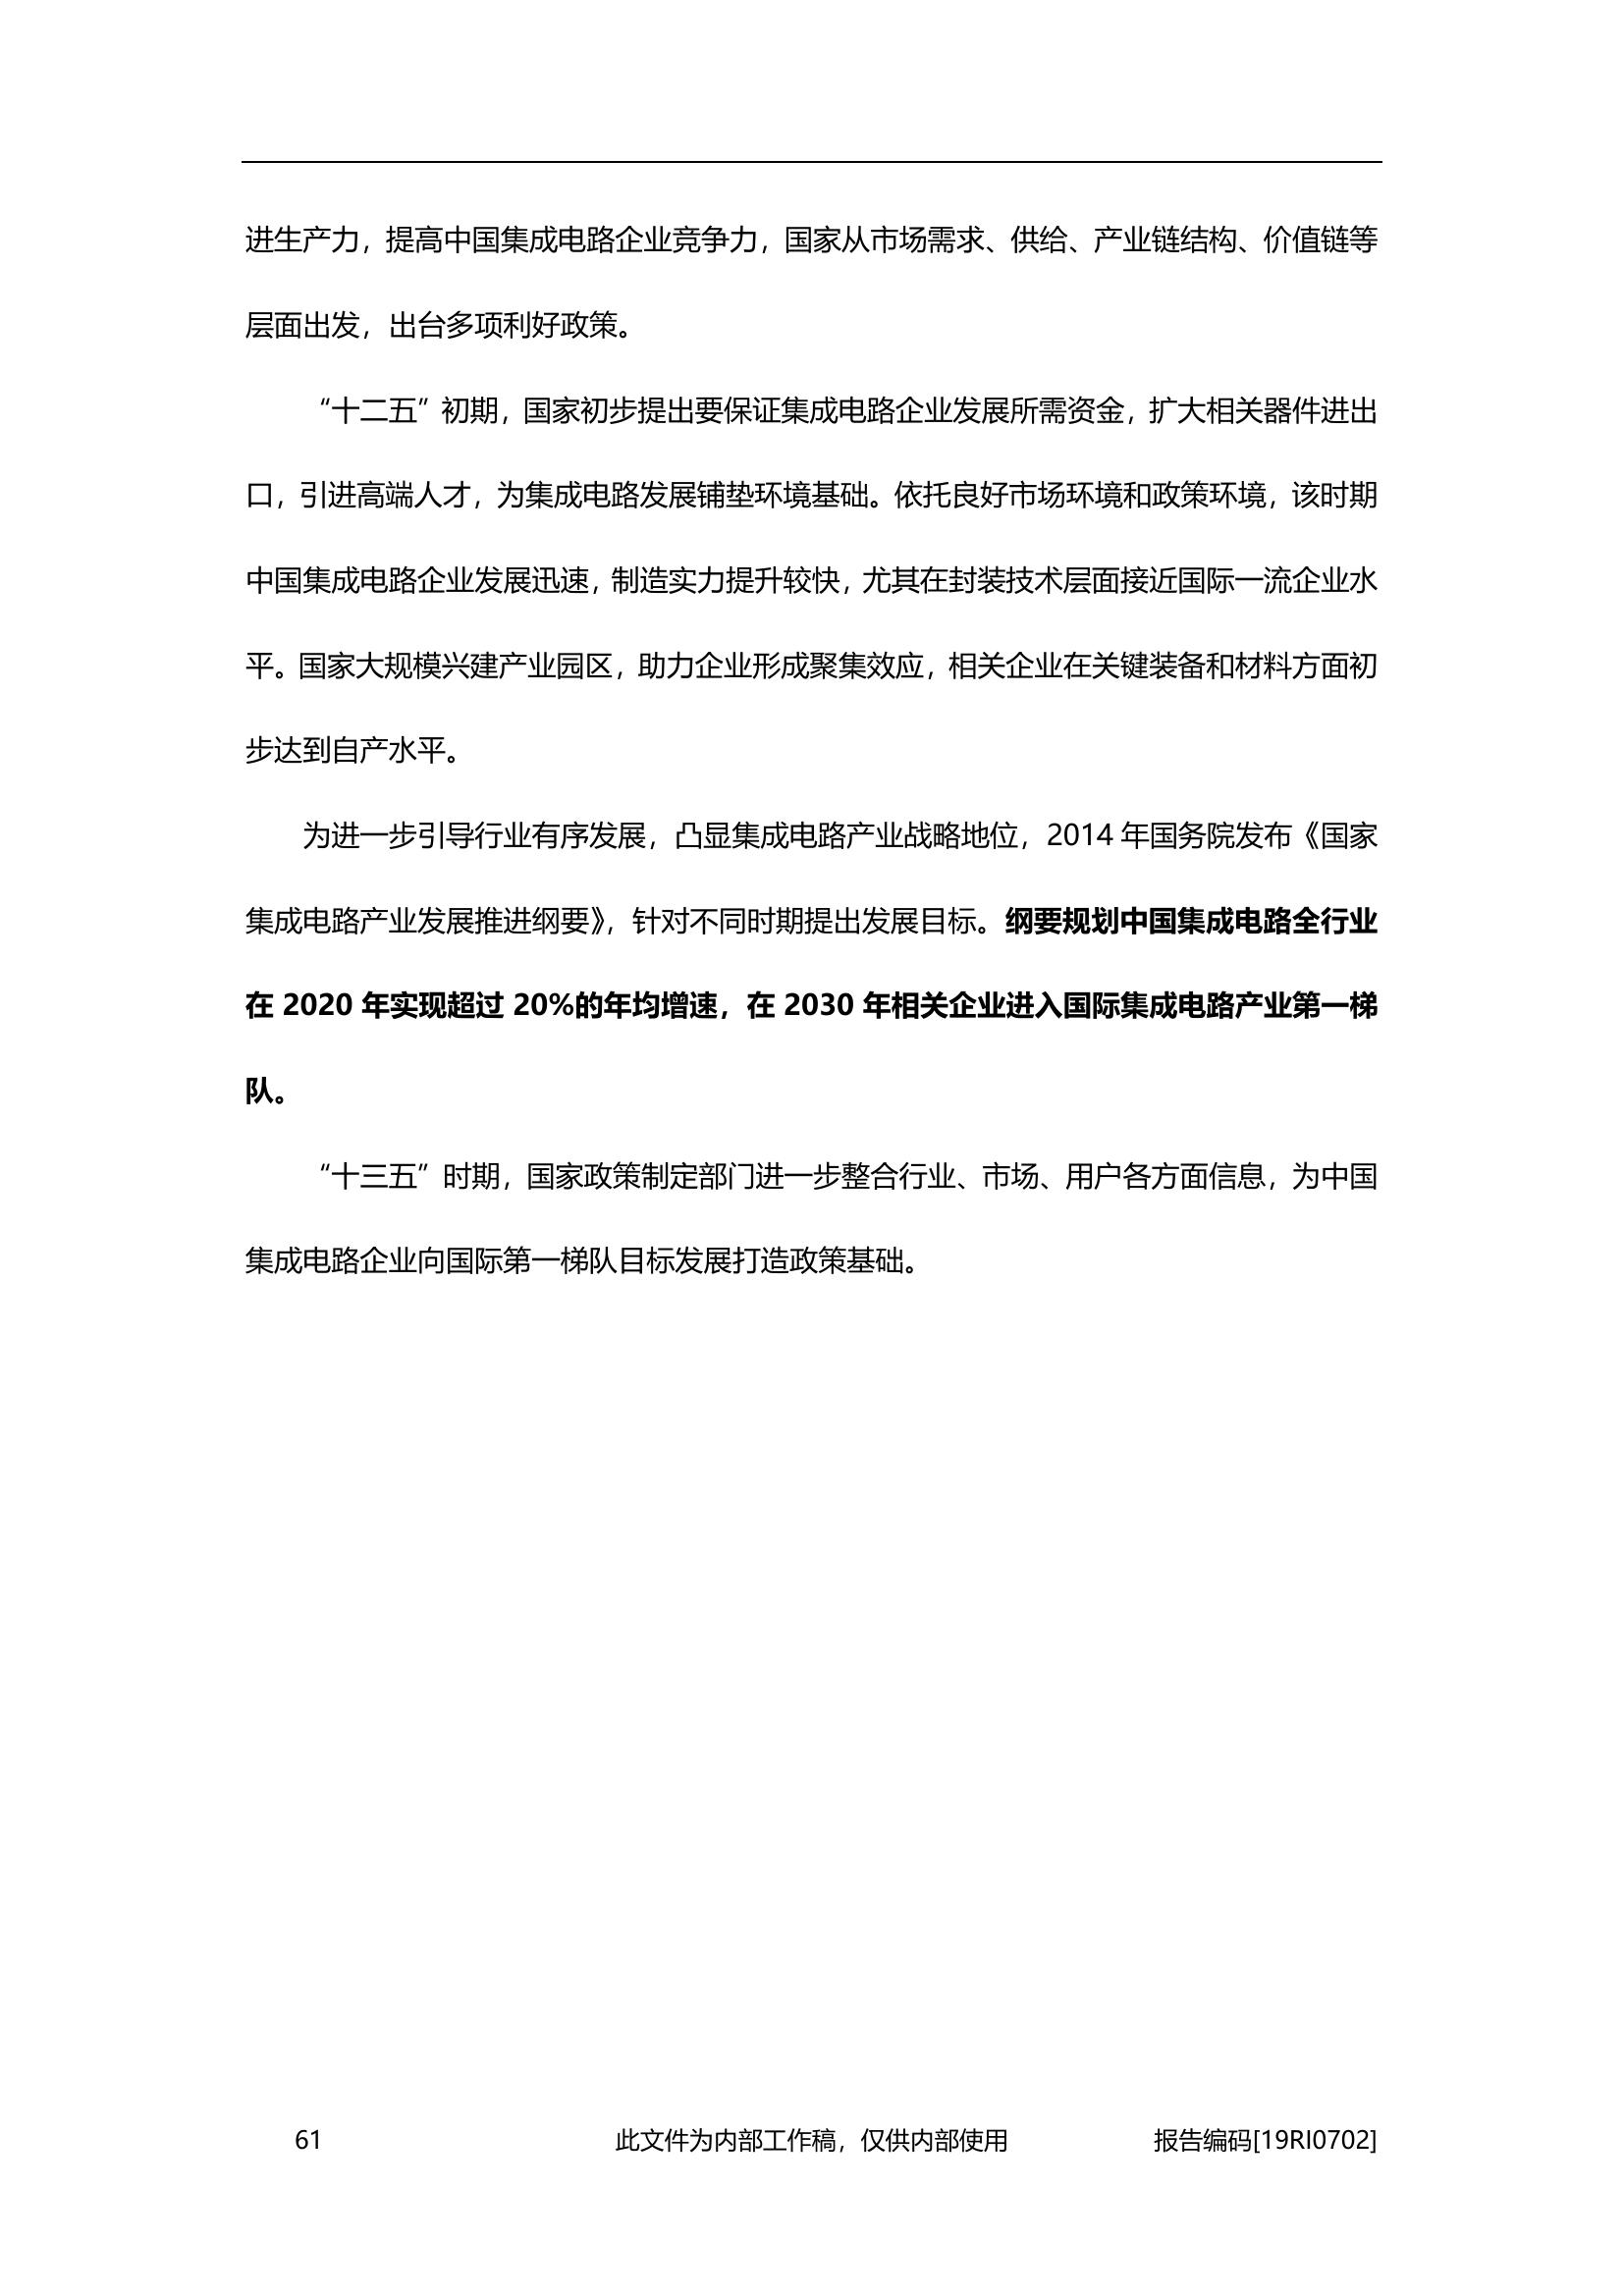 进生产力，提高中国集成电路企业竞争力，国家从市场需求、供给、产业链结构、价值链等
层面出发，出台多项利好政策。
“十二五”初期，国家初步提出要保证集成电路企业发展所需资金，扩大相关器件进出
口，引进高端人才，为集成电路发展铺垫环境基础。依托良好市场环境和政策环境，该时期
中国集成电路企业发展迅速，制造实力提升较快，尤其在封装技术层面接近国际一流企业水
平。国家大规模兴建产业园区，助力企业形成聚集效应，相关企业在关键装备和材料方面初
步达到自产水平。
为进一步引导行业有序发展，凸显集成电路产业战略地位，2014 年国务院发布《国家
集成电路产业发展推进纲要》，针对不同时期提出发展目标。纲要规划中国集成电路全行业
在 2020 年实现超过 20%的年均增速，在 2030 年相关企业进入国际集成电路产业第一梯
队。
“十三五”时期，国家政策制定部门进一步整合行业、市场、用户各方面信息，为中国
集成电路企业向国际第一梯队目标发展打造政策基础。
61 此文件为内部工作稿，仅供内部使用 报告编码[19RI0702]